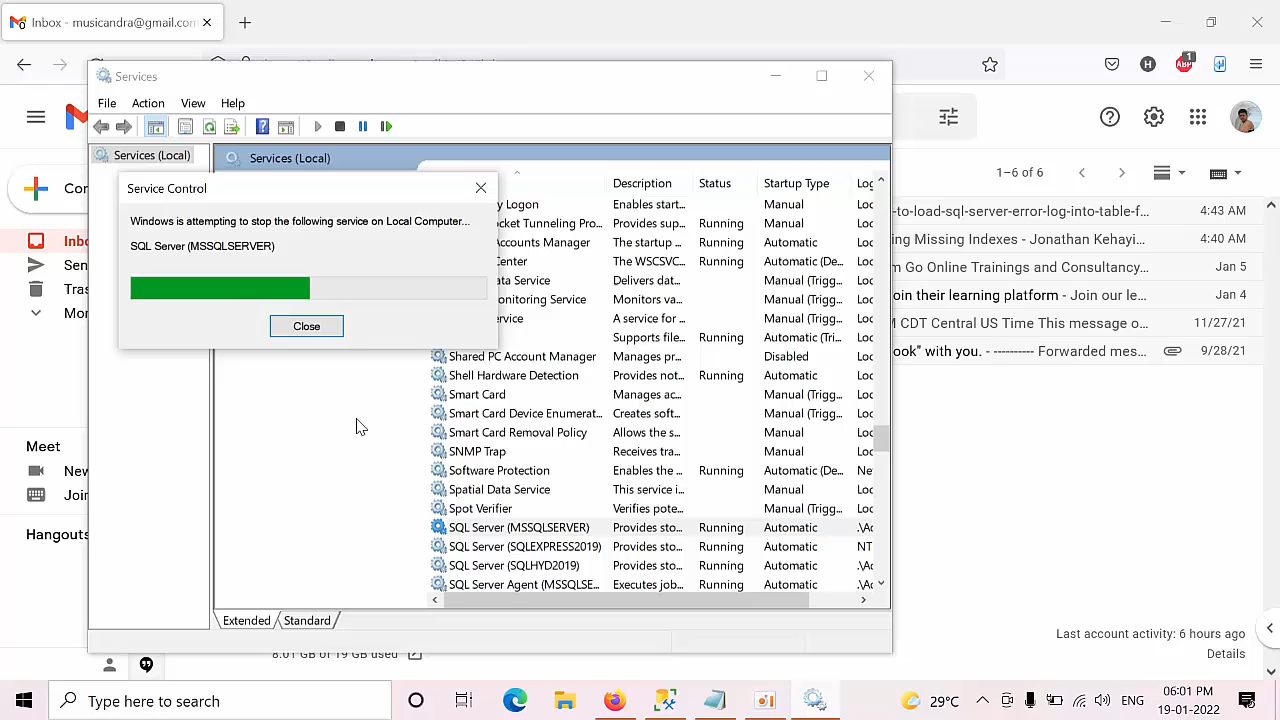 Inbox - musicandra@gmail.con
Services
File Action View Help
Services (Local)
Services (Local)
Service Control
Windows is attempting to stop the following service on Local Computer...
SQL Server (MSSQLSERVER)
Close
Description Status Startup Type Log
y Logon Enables start... Manual Loc
ocket Tunneling Pro... Provides sup... Running Manual Loc
Accounts Manager The startup ... Running Automatic Loc
Center The WSCSVC... Running Automatic (De... Loc
ata Service Delivers dat... Manual Loc
onitoring Service Monitors va... Manual Loc
ervice A service for ... Manual Loc
Supports file... Running Automatic (Tri... Loc
Shared PC Account Manager Manages pr... Disabled Loc
Shell Hardware Detection Provides not... Running Automatic Loc
Smart Card Manages ac... Manual (Trigg... Loc
Smart Card Device Enumerat... Creates soft... Manual (Trigg... Loc
Smart Card Removal Policy Allows the s... Manual Loc
SNMP Trap Receives tra... Manual Loc
Software Protection Enables the ... Running Automatic (De... Ne
Spatial Data Service This service i... Manual Loc
Spot Verifier Verifies pote... Manual (Trigg... Loc
SQL Server (MSSQLSERVER) Provides sto... Running Automatic .\Ac
SQL Server (SQLEXPRESS2019) Provides sto... Running Automatic NT
SQL Server (SQLHYD2019) Provides sto... Running Automatic .\Ac
SQL Server Agent (MSSQLSE... Executes job... Running Automatic .\Ac
Extended Standard
Cor
Inbo
Sen
Tras
Mor
Meet
New
Join
Hangouts
8.01 GB of 19 GB used
1
1–6 of 6
-to-load-sql-server-error-log-into-table-f... 4:43 AM
ing Missing Indexes - Jonathan Kehayi... 4:40 AM
m Go Online Trainings and Consultancy... Jan 5
oin their learning platform - Join our le... Jan 4
M CDT Central US Time This message o... 11/27/21
ook" with you. - ---------- Forwarded mes... 9/28/21
Last account activity: 6 hours ago
Details
Type here to search
29°C
ENG
06:01 PM
19-01-2022